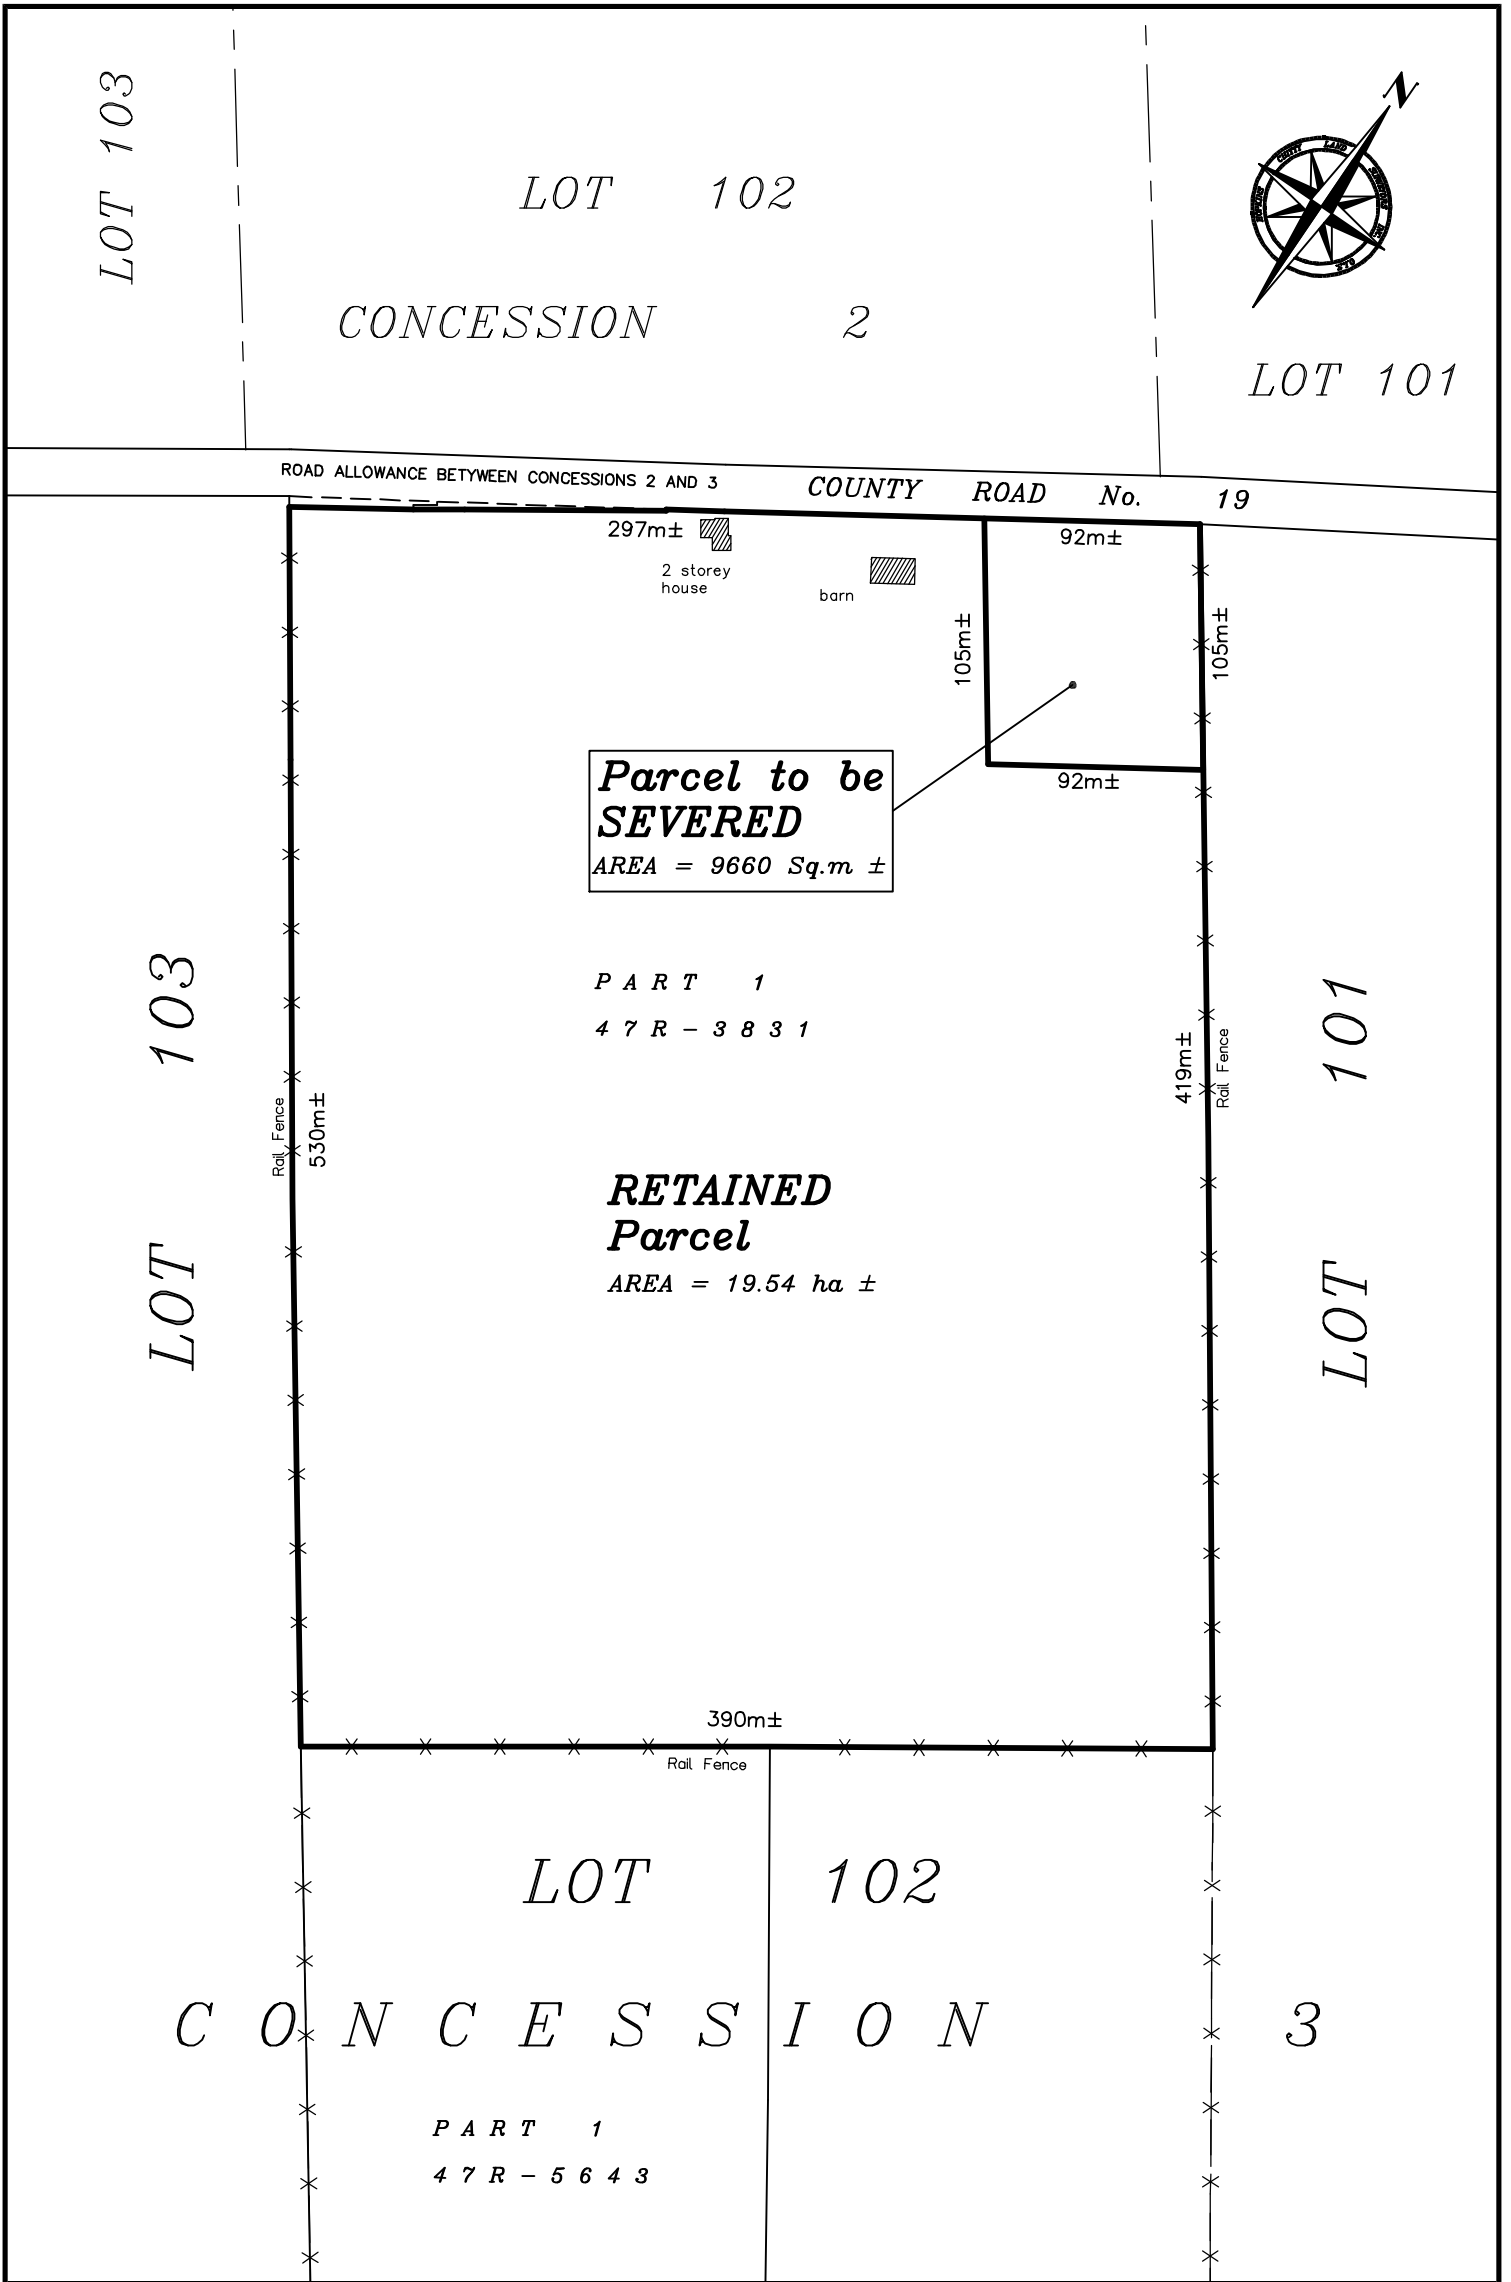 LOT 103
LOT 102
CONCESSION 2
N
LOT 101
ROAD ALLOWANCE BETYWEEN CONCESSIONS 2 AND 3
COUNTY ROAD No. 19
297m±
92m±
2 storey
house
barn
105m±
105m±
92m±
Parcel to be
SEVERED
AREA = 9660 Sq.m ±
PART 1
47R-3831
LOT 103
Rail Fence
530m±
419m±
Rail Fence
LOT 101
RETAINED
Parcel
AREA = 19.54 ha ±
390m±
Rail Fence
LOT 102
CONCESSION 3
PART 1
47R-5643